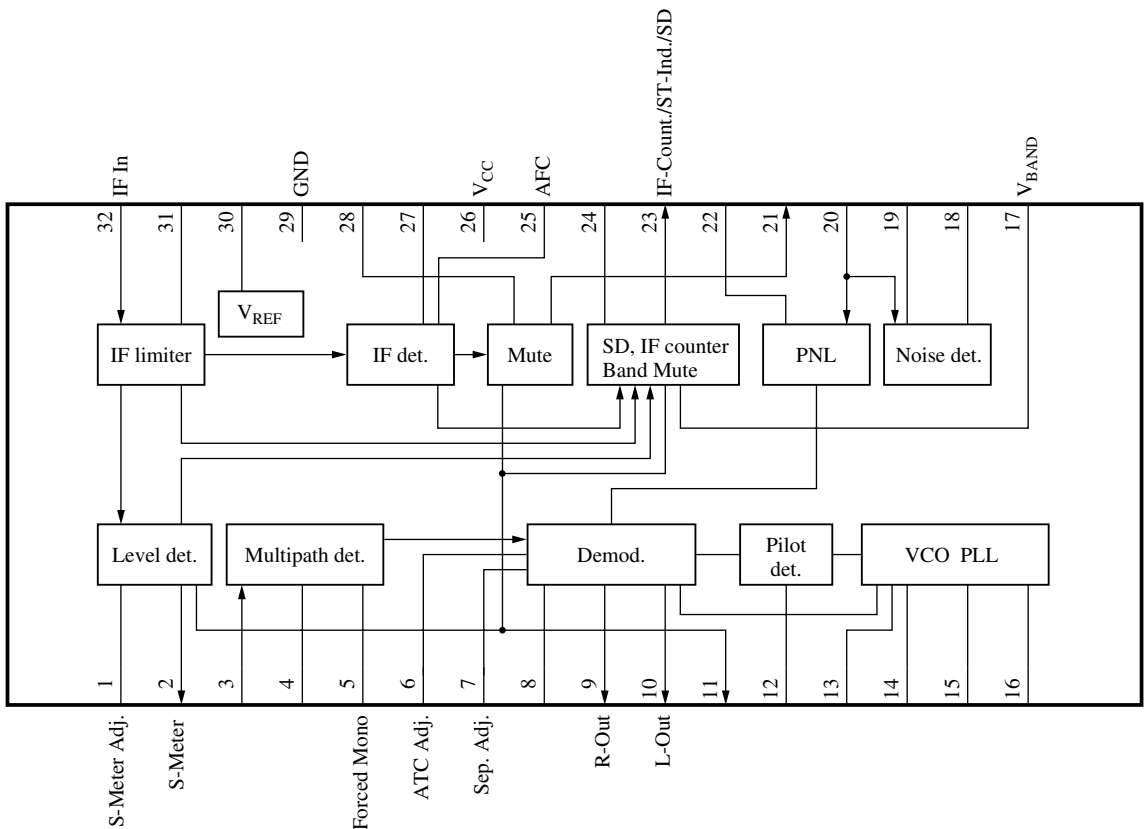 IF In
GND
VCC
AFC
IF-Count./ST-Ind./SD
VBAND
32
31
30
29
28
27
26
25
24
23
22
21
20
19
18
17
VREF
IF limiter
IF det.
Mute
SD, IF counter
Band Mute
PNL
Noise det.
Level det.
Multipath det.
Demod.
Pilot
det.
VCO PLL
1
2
3
4
5
6
7
8
9
10
11
12
13
14
15
16
S-Meter Adj.
S-Meter
Forced Mono
ATC Adj.
Sep. Adj.
R-Out
L-Out